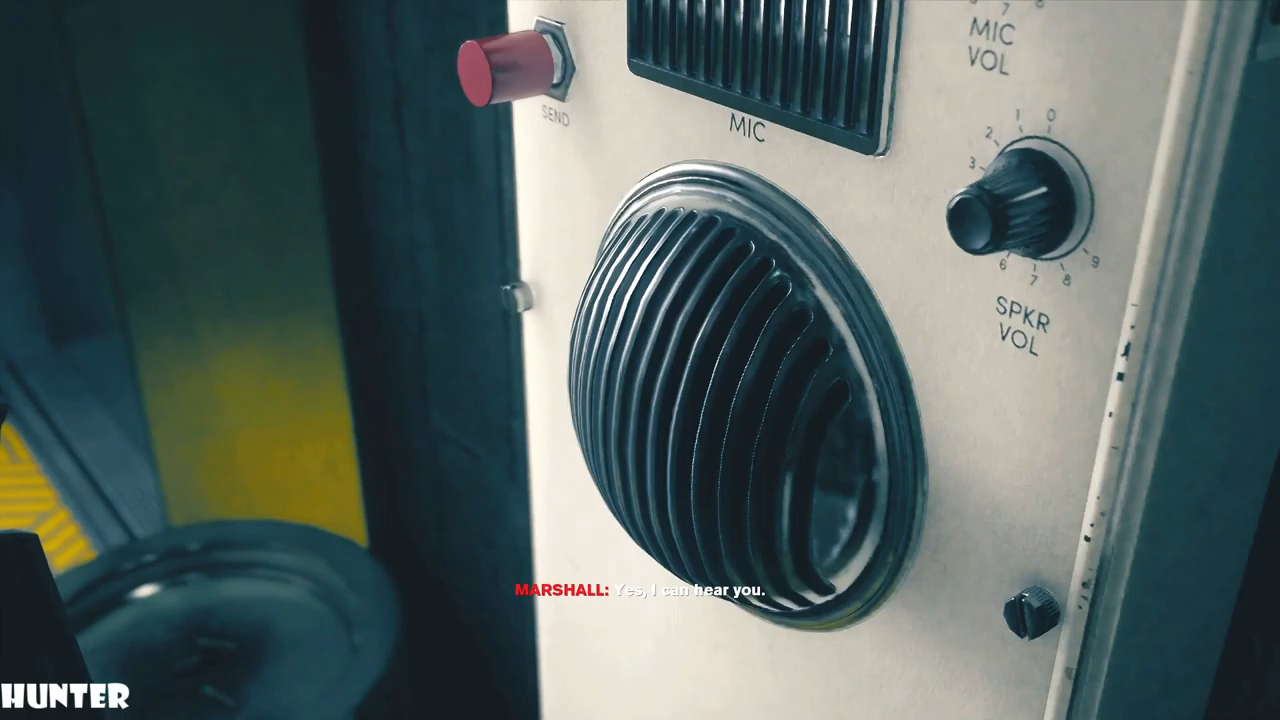 7
MIC
VOL
SEND
MIC
0
1
2
3
6
7
8
9
SPKR
VOL
MARSHALL: Yes, I can hear you.
HUNTER